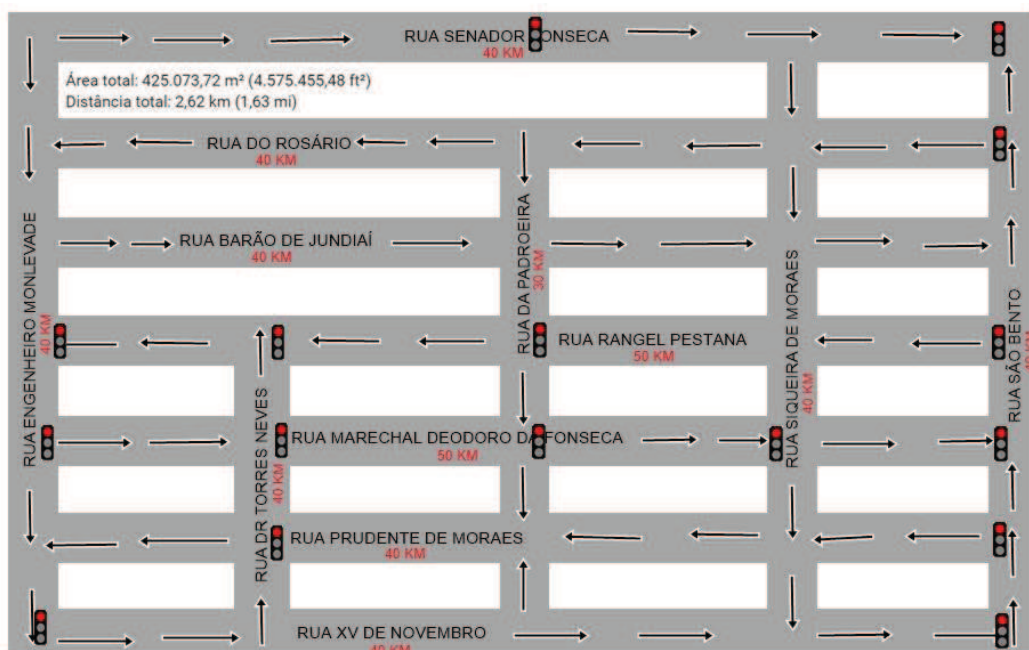 RUA SENADOR FONSECA
40 KM
Área total: 425.073,72 m² (4.575.455,48 ft²)
Distância total: 2,62 km (1,63 mi)
RUA DO ROSÁRIO
40 KM
RUA BARÃO DE JUNDIAÍ
40 KM
RUA ENGENHEIRO MONLEVADE
40 KM
RUA DA PADROEIRA
30 KM
RUA RANGEL PESTANA
50 KM
RUA SIQUEIRA DE MORAES
40 KM
RUA SÃO BENTO
40 KM
RUA MARECHAL DEODORO DA FONSECA
50 KM
RUA DR TORRES NEVES
40 KM
RUA PRUDENTE DE MORAES
40 KM
RUA XV DE NOVEMBRO
40 KM